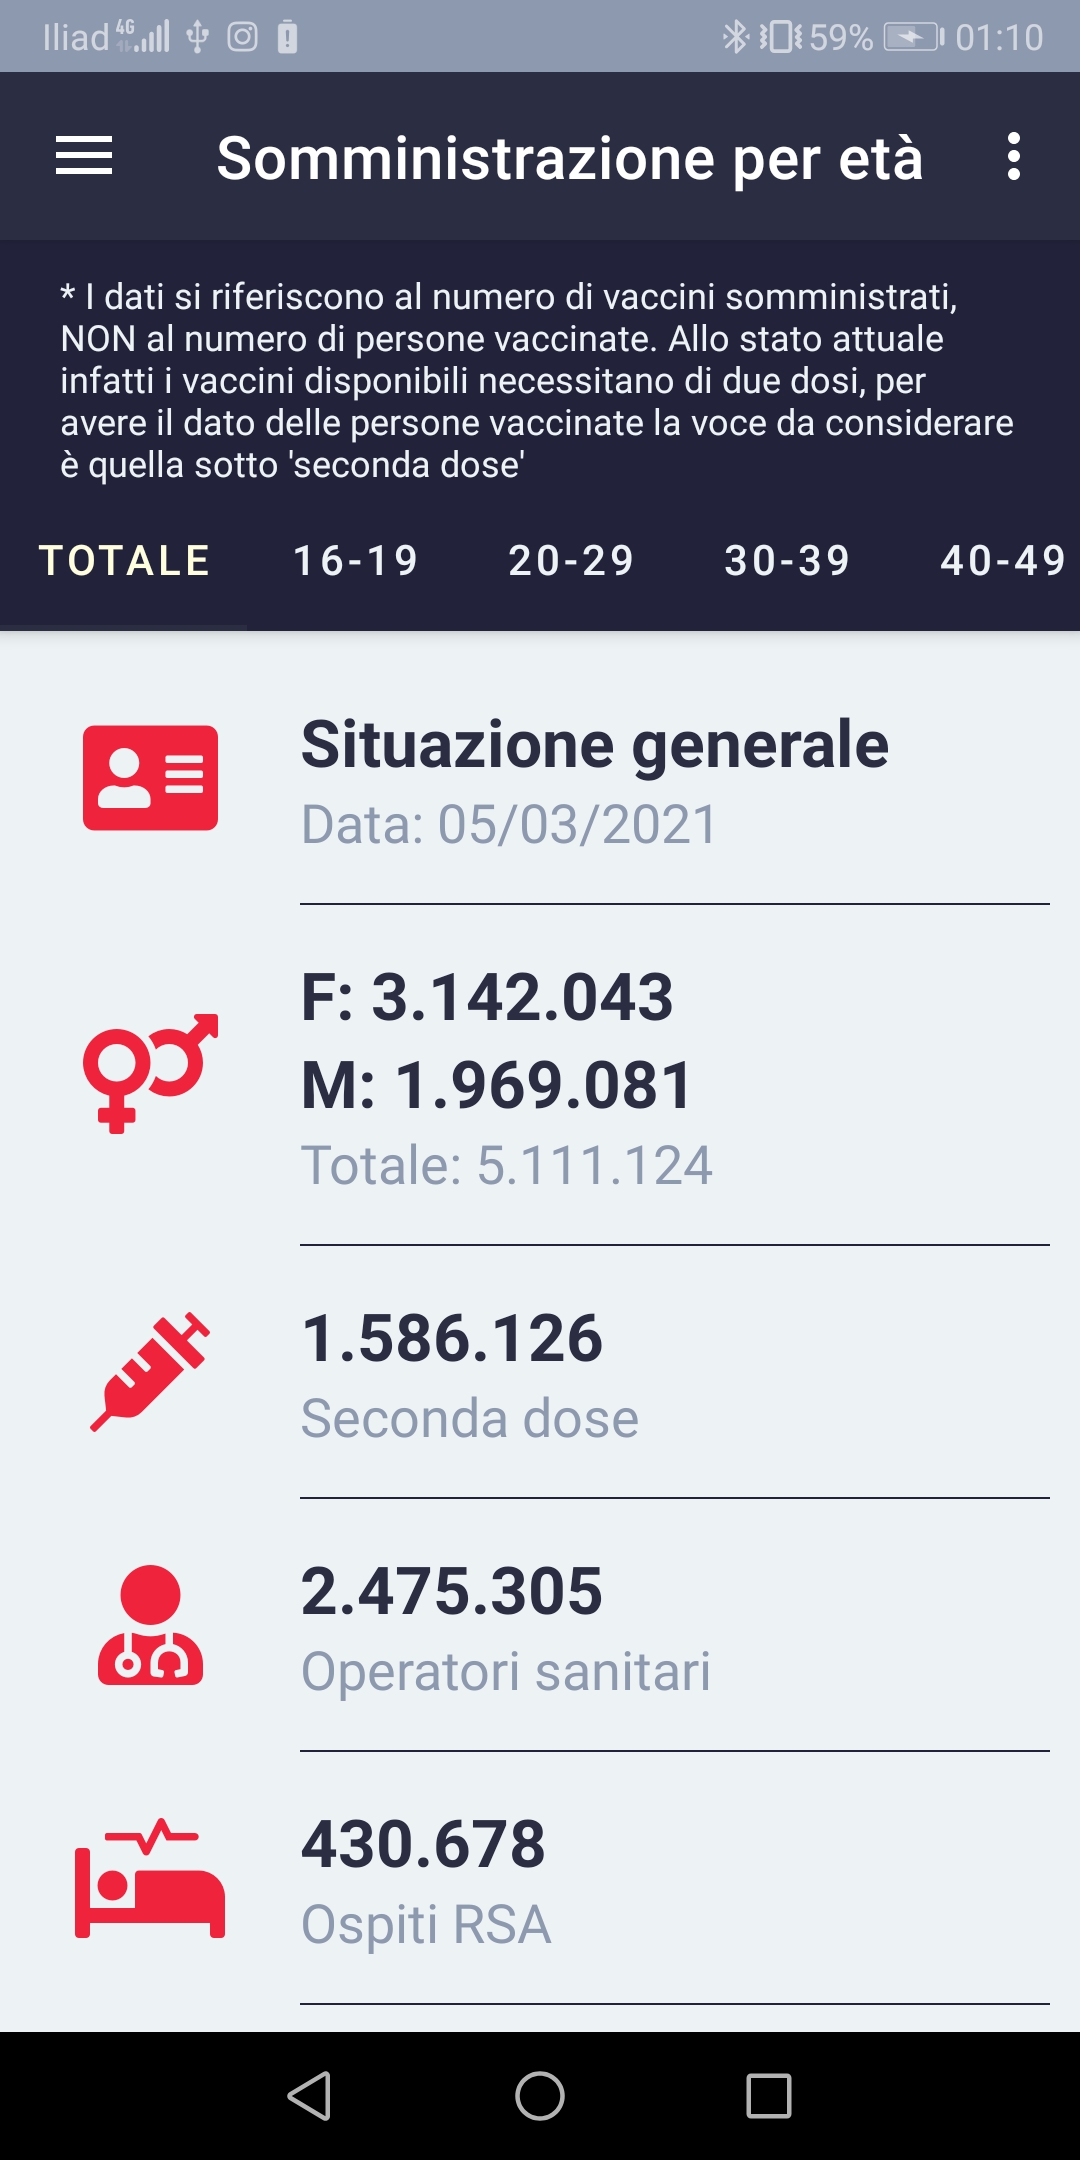 Iliad 4G 59% 01:10
Somministrazione per età
* I dati si riferiscono al numero di vaccini somministrati,
NON al numero di persone vaccinate. Allo stato attuale
infatti i vaccini disponibili necessitano di due dosi, per
avere il dato delle persone vaccinate la voce da considerare
è quella sotto 'seconda dose'
TOTALE 16-19 20-29 30-39 40-49
Situazione generale
Data: 05/03/2021
F: 3.142.043
M: 1.969.081
Totale: 5.111.124
1.586.126
Seconda dose
2.475.305
Operatori sanitari
430.678
Ospiti RSA